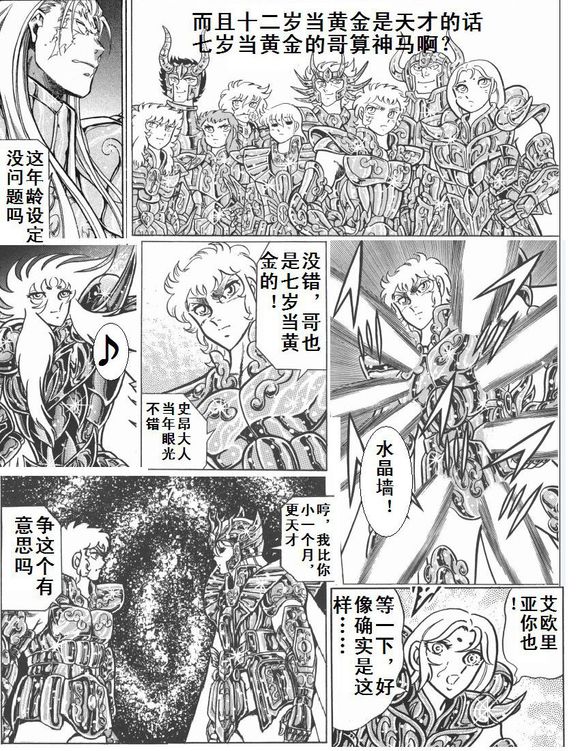 而且十二岁当黄金是天才的话
七岁当黄金的哥算神马啊？
这年龄设定
没问题吗
♪
没错，哥也
是七岁当黄
金的！
史昂大人
当年眼光
不错
水晶墙！
哼，我比你
小一个月，
更天才
争这个有
意思吗
艾欧里
亚你也
！
等一下，好
像确实是这
样……